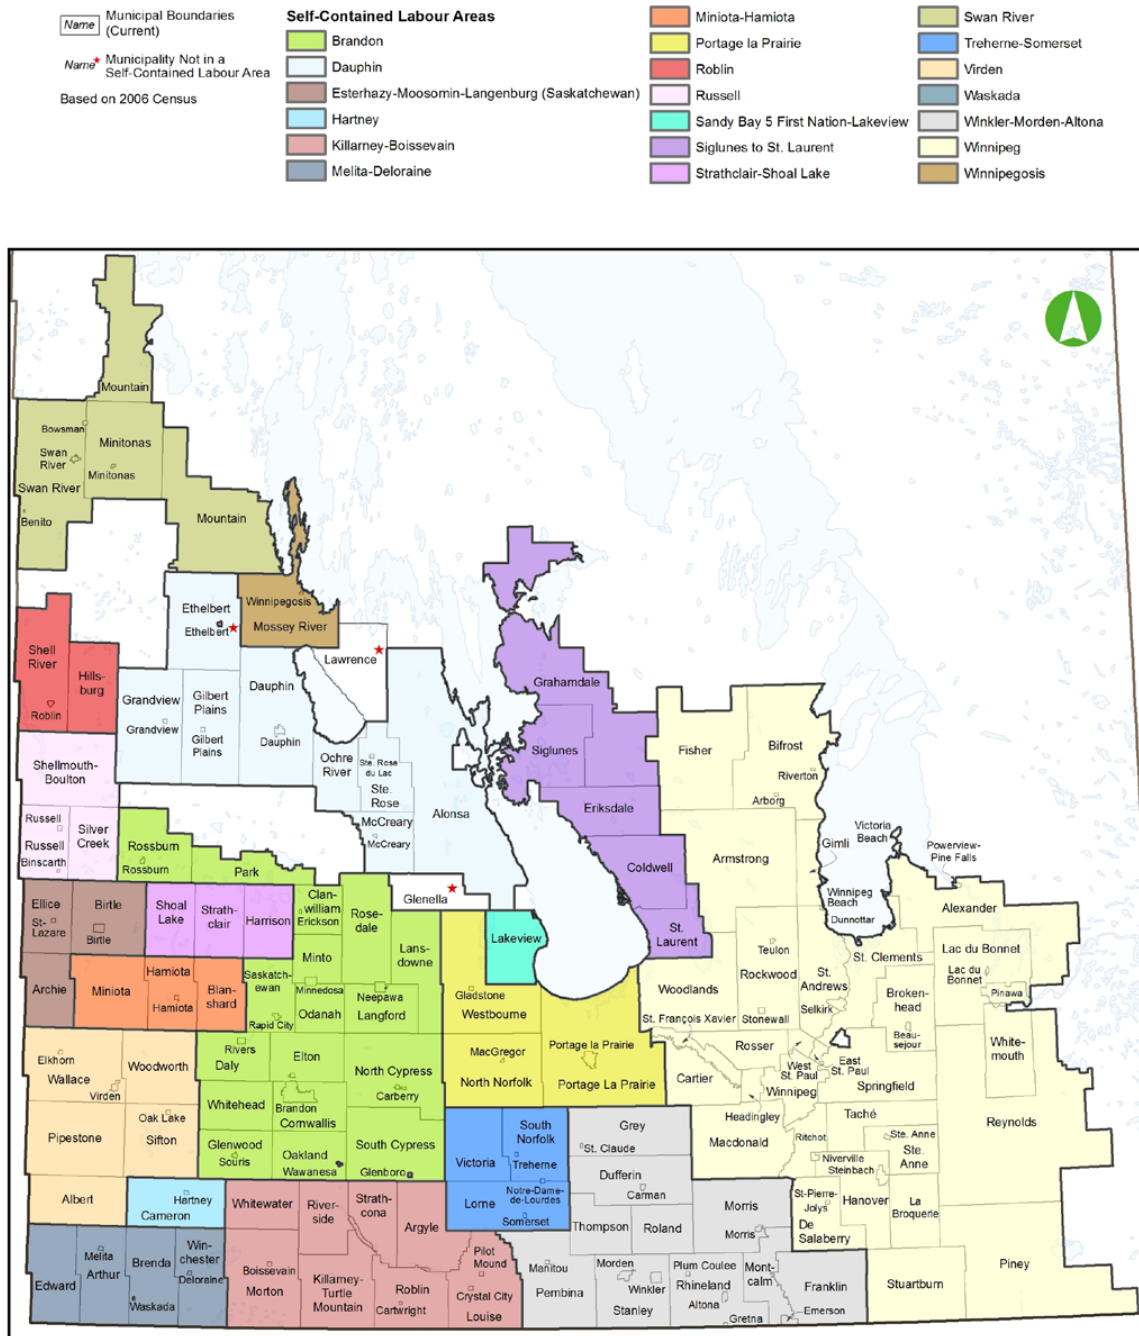 Name
Municipal Boundaries
(Current)
Name★
Municipality Not in a
Self-Contained Labour Area
Based on 2006 Census
Self-Contained Labour Areas
Brandon
Dauphin
Esterhazy-Moosomin-Langenburg (Saskatchewan)
Hartney
Killarney-Boissevain
Melita-Deloraine
Miniota-Hamiota
Portage la Prairie
Roblin
Russell
Sandy Bay 5 First Nation-Lakeview
Siglunes to St. Laurent
Strathclair-Shoal Lake
Swan River
Treherne-Somerset
Virden
Waskada
Winkler-Morden-Altona
Winnipeg
Winnipegosis
Mountain
Bowsman
Minitonas
Swan
River
Minitonas
Swan River
Benito
Mountain
Ethelbert
Ethelbert
Winnipegosis
Mossey River
Lawrence
Shell
River
Hills-
burg
Roblin
Grandview
Grandview
Gilbert
Plains
Gilbert
Plains
Dauphin
Dauphin
Ochre
River
Ste. Rose
du Lac
Ste.
Rose
McCreary
McCreary
Alonsa
Grahamdale
Siglunes
Eriksdale
Coldwell
St.
Laurent
Fisher
Bifrost
Riverton
Arborg
Armstrong
Gimli
Victoria
Beach
Winnipeg
Beach
Dunnottar
Powerview-
Pine Falls
Alexander
Shellmouth-
Boulton
Russell
Russell
Binscarth
Silver
Creek
Rossburn
Rossburn
Park
Glenella
Ellice
St-
Lazare
Birtle
Birtle
Archie
Shoal
Lake
Strath-
clair
Harrison
Clan-
william
Erickson
Rose-
dale
Lans-
downe
Lakeview
Miniota
Hamiota
Hamiota
Blan-
shard
Saskatch-
ewan
Rapid City
Minto
Minnedosa
Odanah
Neepawa
Langford
Gladstone
Westbourne
Teulon
Rockwood
Woodlands
Stonewall
St.
Andrews
Selkirk
St. Clements
Lac du Bonnet
Lac du
Bonnet
Pinawa
Broken-
head
Beau-
sejour
White-
mouth
St. François Xavier
Rosser
West
St. Paul
East
St. Paul
Cartier
Winnipeg
Springfield
Headingley
Macdonald
Elkhorn
Wallace
Virden
Woodworth
Rivers
Daly
Elton
North Cypress
Carberry
MacGregor
North Norfolk
Portage la Prairie
Portage La Prairie
Whitehead
Brandon
Cornwallis
Oak Lake
Sifton
Pipestone
Glenwood
Souris
Oakland
Wawanesa
South Cypress
Glenboro
Victoria
South
Norfolk
Treherne
Lorne
Notre-Dame-
de-Lourdes
Somerset
Grey
St. Claude
Dufferin
Carman
Ritchot
Taché
Niverville
Steinbach
Ste. Anne
Ste.
Anne
Reynolds
St-Pierre-
Jolys
De
Salaberry
Hanover
La
Broquerie
Albert
Hartney
Cameron
Whitewater
River-
side
Strath-
cona
Argyle
Thompson
Roland
Morris
Morris
Edward
Melita
Arthur
Brenda
Waskada
Win-
chester
Deloraine
Boissevain
Morton
Killarney-
Turtle
Mountain
Roblin
Cartwright
Pilot
Mound
Crystal City
Louise
Manitou
Pembina
Morden
Winkler
Stanley
Plum Coulee
Rhineland
Altona
Gretna
Mont-
calm
Franklin
Emerson
Stuartburn
Piney